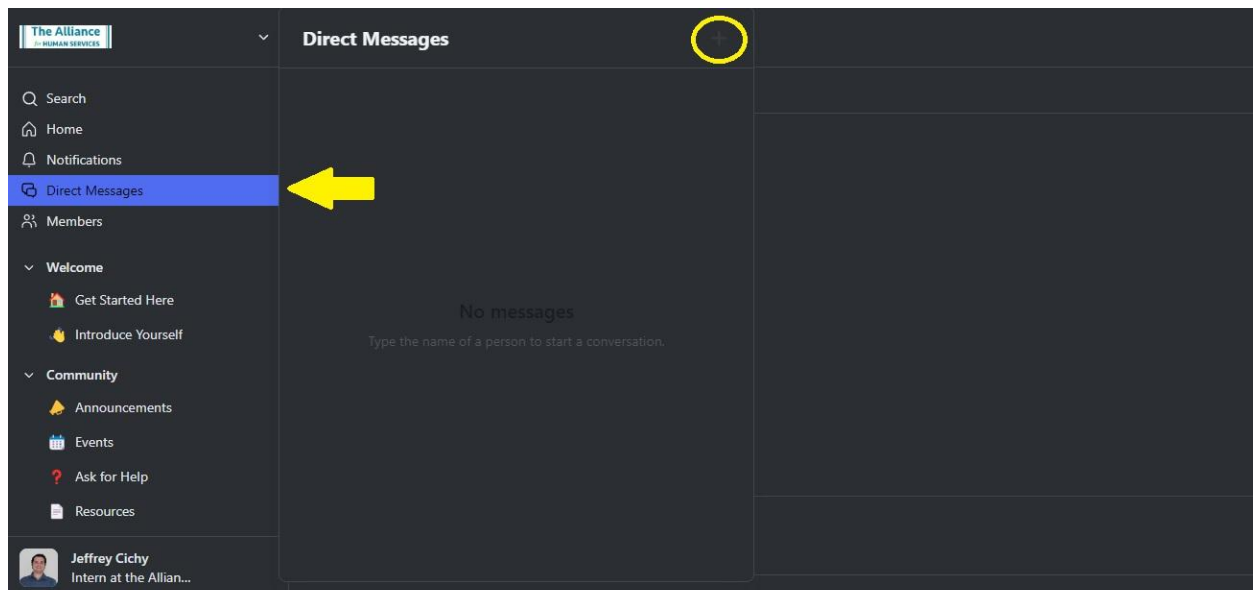 The Alliance
for HUMAN SERVICES
Search
Home
Notifications
Direct Messages
Members
Welcome
Get Started Here
Introduce Yourself
Community
Announcements
Events
Ask for Help
Resources
Jeffrey Cichy
Intern at the Allian...
Direct Messages
No messages
Type the name of a person to start a conversation.